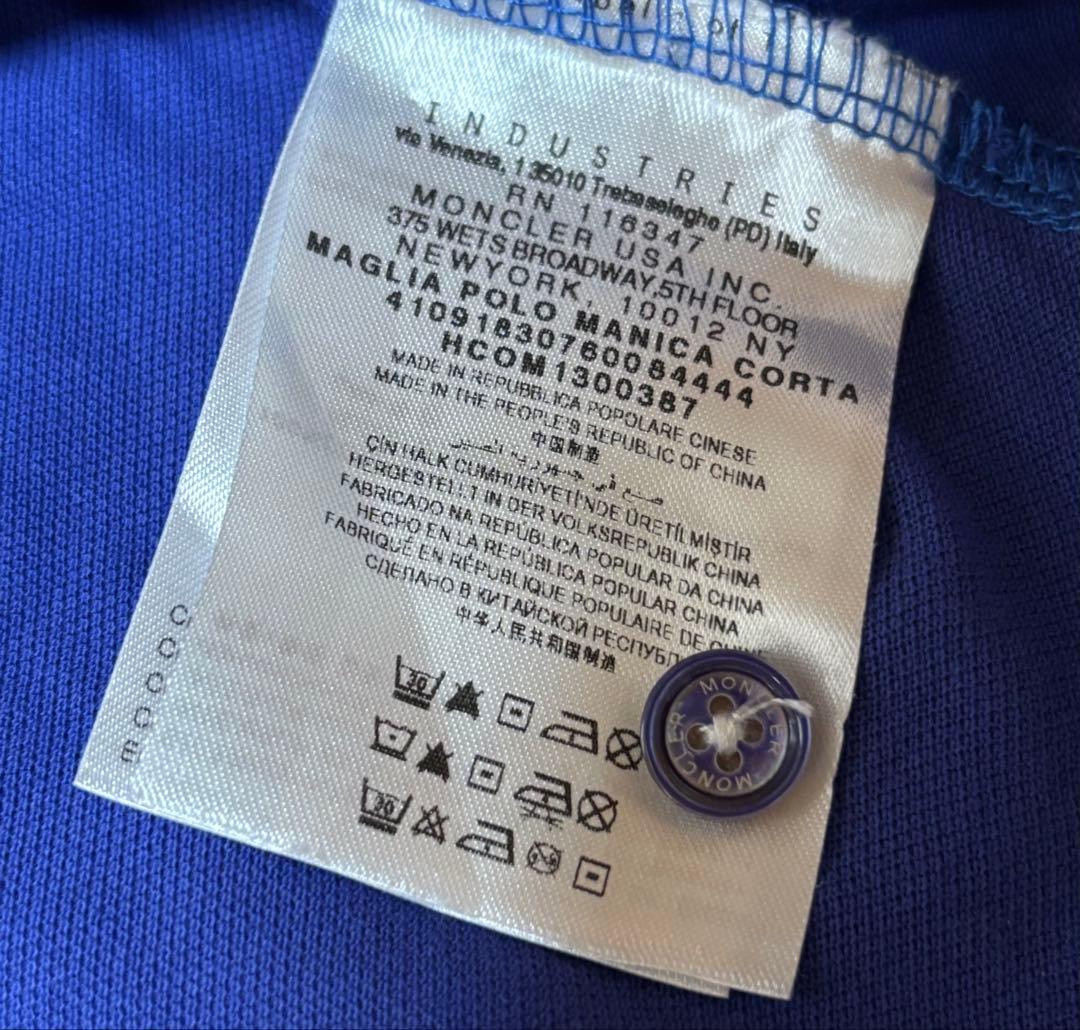 INDUSTRIES
via Venezia, 1 35010 Trebaseleghe (PD) Italy
RN 116347
MONCLER USA INC.
375 WETS BROADWAY,5TH FLOOR
NEWYORK, 10012 NY
MAGLIA POLO MANICA CORTA
41091830760084444
HCOM1300387
MADE IN REPUBBLICA POPOLARE CINESE
MADE IN THE PEOPLE'S REPUBLIC OF CHINA
中国制造
ÇIN HALK CUMHURİYETİ'NDE ÜRETİLMİŞTİR
HERGESTELLT IN DER VOLKSREPUBLIK CHINA
FABRICADO NA REPÚBLICA POPULAR DA CHINA
HECHO EN LA REPÚBLICA POPULAR CHINA
FABRIQUÉ EN RÉPUBLIQUE POPULAIRE DE
СДЕЛАНО В КИТАЙСКОЙ
中华人民共和国制造
30
30
MONCLER
MONCLER